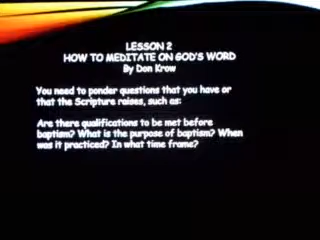 LESSON 2
HOW TO MEDITATE ON GOD'S WORD
By Don Krow
You need to ponder questions that you have or
that the Scripture raises, such as:
Are there qualifications to be met before
baptism? What is the purpose of baptism? When
was it practiced? In what time frame?